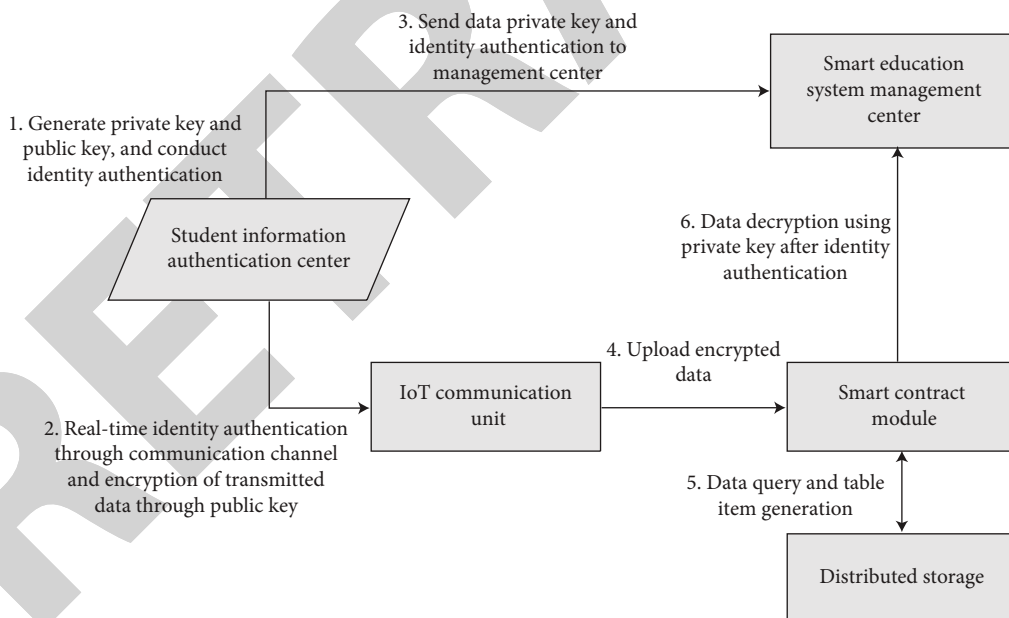 3. Send data private key and
identity authentication to
management center
Smart education
system management
center
1. Generate private key and
public key, and conduct
identity authentication
Student information
authentication center
6. Data decryption using
private key after identity
authentication
4. Upload encrypted
data
IoT communication
unit
Smart contract
module
2. Real-time identity authentication
through communication channel
and encryption of transmitted
data through public key
5. Data query and table
item generation
Distributed storage
RETRA